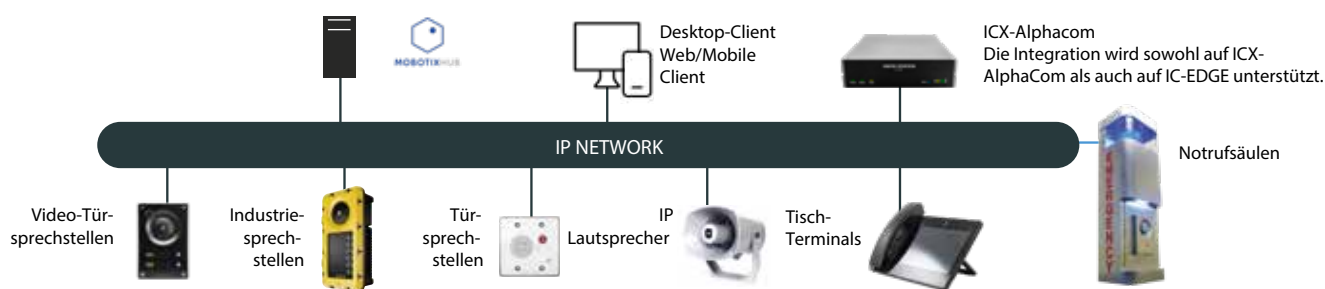 MOBOTIXHUB
Desktop-Client
Web/Mobile
Client
ICX-Alphacom
Die Integration wird sowohl auf ICX-
AlphaCom als auch auf IC-EDGE unterstützt.
IP NETWORK
Notrufsäulen
EMERGENCY
Video-Tür-
sprechstellen
Industrie-
sprech-
stellen
Tür-
sprech-
stellen
IP
Lautsprecher
Tisch-
Terminals